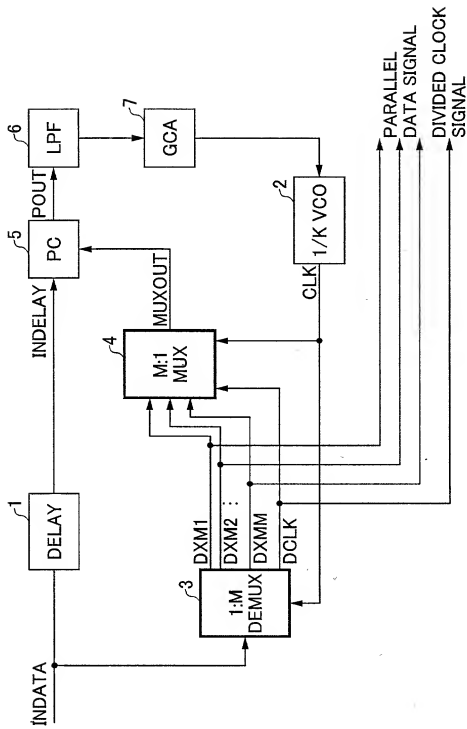 INDATA
1
DELAY
INDELAY
5
PC
POUT
6
LPF
7
GCA
3
1:M
DEMUX
DXM1
DXM2
⋮
DXMM
DCLK
4
M:1
MUX
MUXOUT
2
1/K VCO
CLK
PARALLEL
DATA SIGNAL
DIVIDED CLOCK
SIGNAL